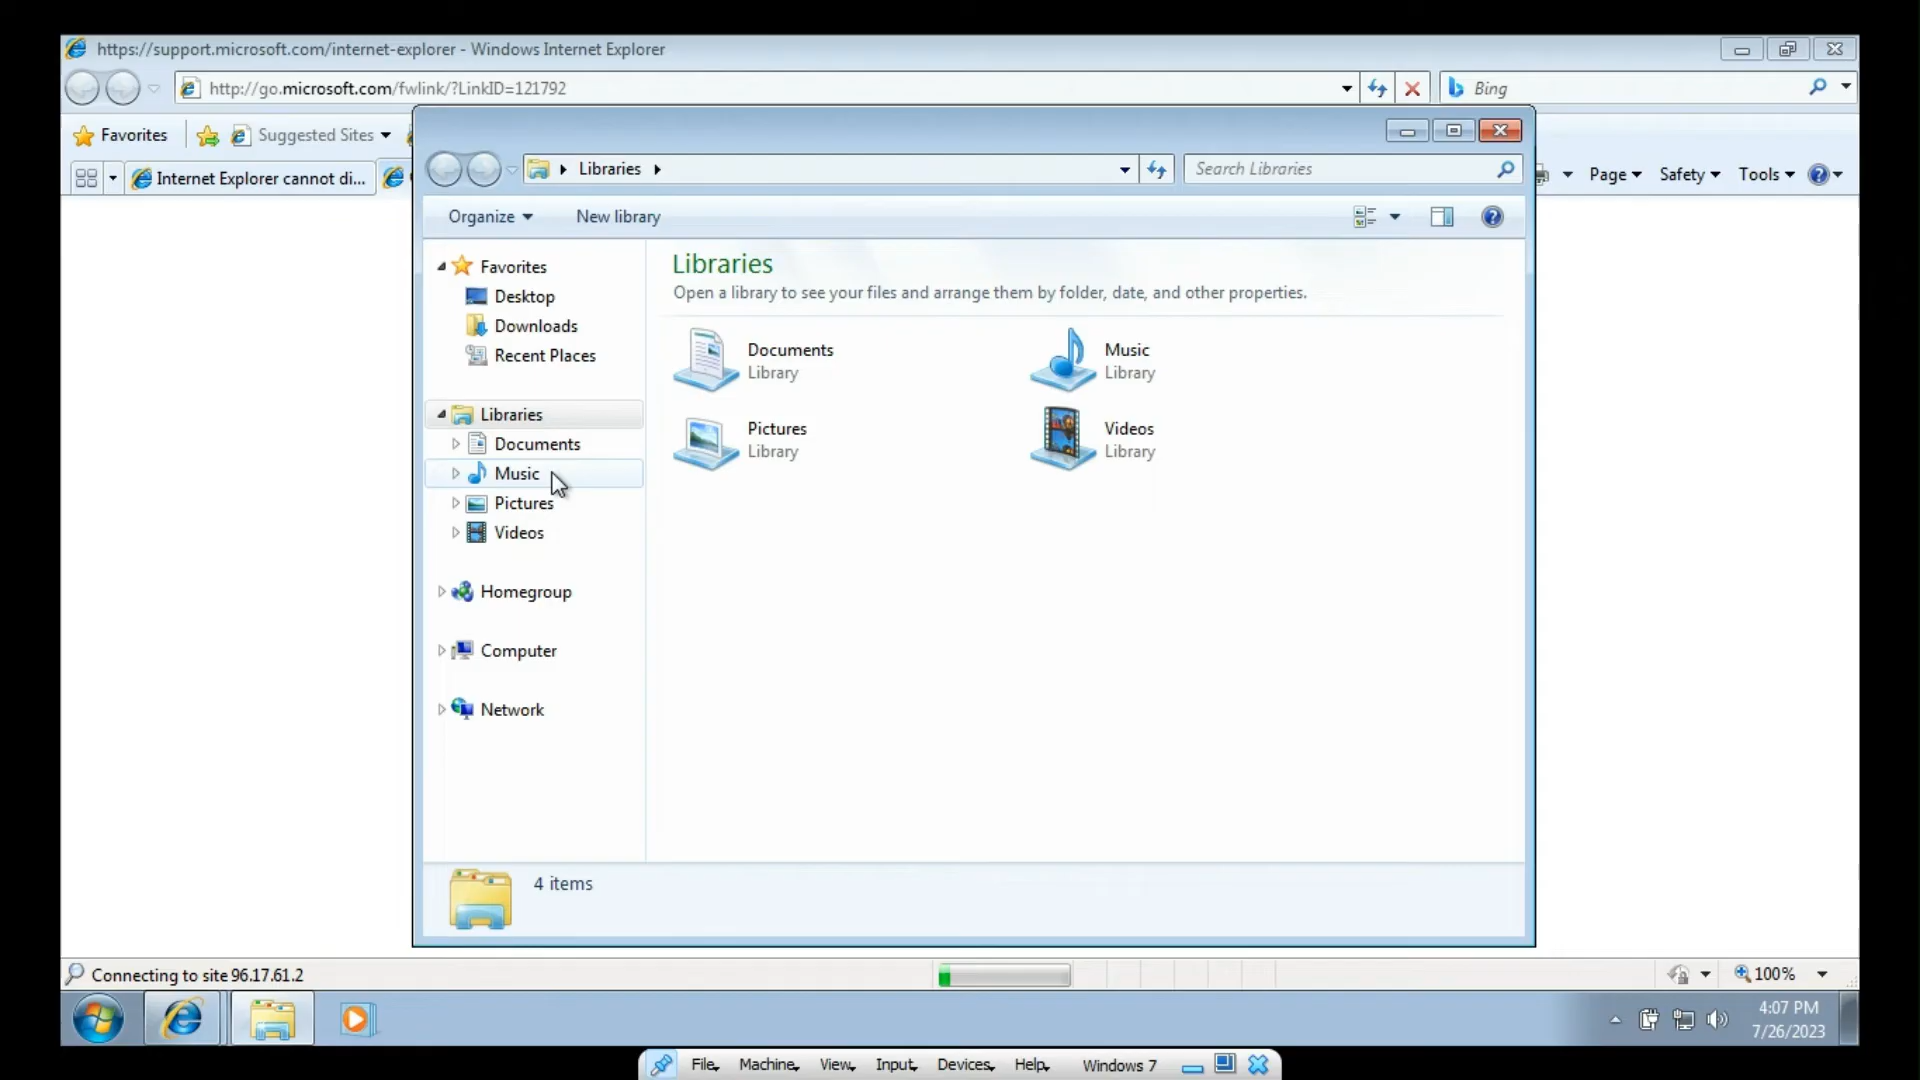 https://support.microsoft.com/internet-explorer - Windows Internet Explorer
http://go.microsoft.com/fwlink/?LinkID=121792
Bing
Favorites
Suggested Sites
Internet Explorer cannot di...
Page
Safety
Tools
Libraries
Search Libraries
Organize
New library
Favorites
Desktop
Downloads
Recent Places
Libraries
Documents
Music
Pictures
Videos
Homegroup
Computer
Network
Libraries
Open a library to see your files and arrange them by folder, date, and other properties.
Documents
Library
Music
Library
Pictures
Library
Videos
Library
4 items
Connecting to site 96.17.61.2
100%
4:07 PM
7/26/2023
File
Machine
View
Input
Devices
Help
Windows 7